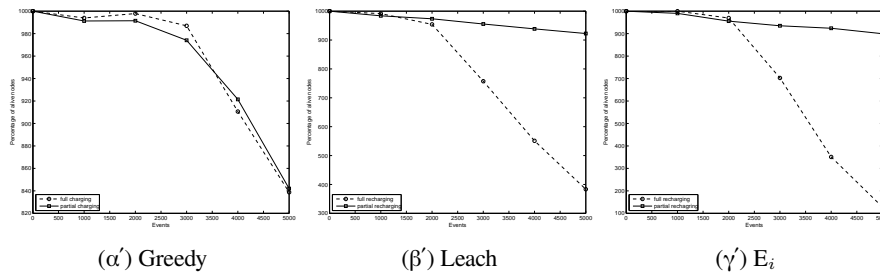 Percentage of alive nodes
1000
980
960
940
920
900
880
860
840
820
0 500 1000 1500 2000 2500 3000 3500 4000 4500 5000
Events
full charging
partial charging
(α′) Greedy
Percentage of alive nodes
1000
900
800
700
600
500
400
300
0 500 1000 1500 2000 2500 3000 3500 4000 4500 5000
Events
full recharging
partial recharging
(β′) Leach
Percentage of alive nodes
1000
900
800
700
600
500
400
300
200
100
0 500 1000 1500 2000 2500 3000 3500 4000 4500 5000
Events
full recharging
partial recharging
(γ′) Ei